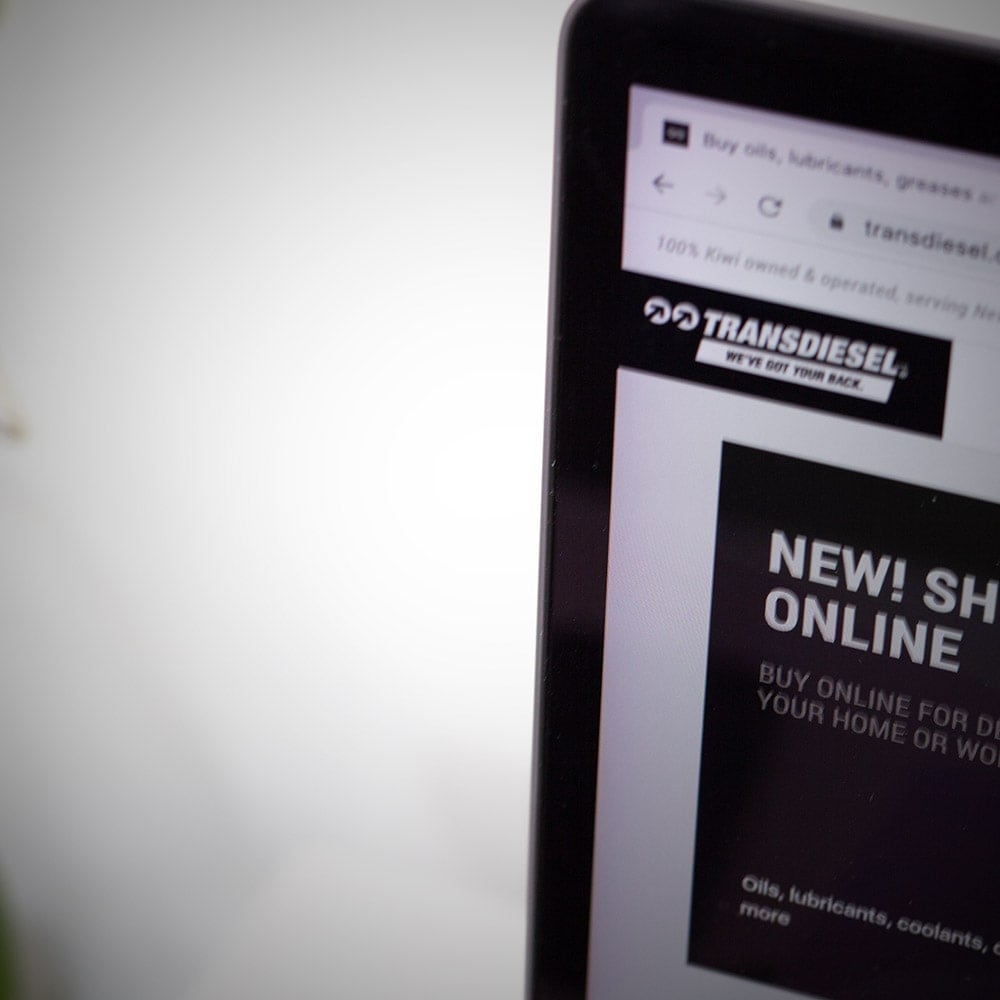 Buy oils, lubricants, greases
transdiesel.
100% Kiwi owned & operated, serving
TRANSDIESEL
WE'VE GOT YOUR BACK.
NEW! SH
ONLINE
BUY ONLINE FOR DE
YOUR HOME OR WO
Oils, lubricants, coolants,
more